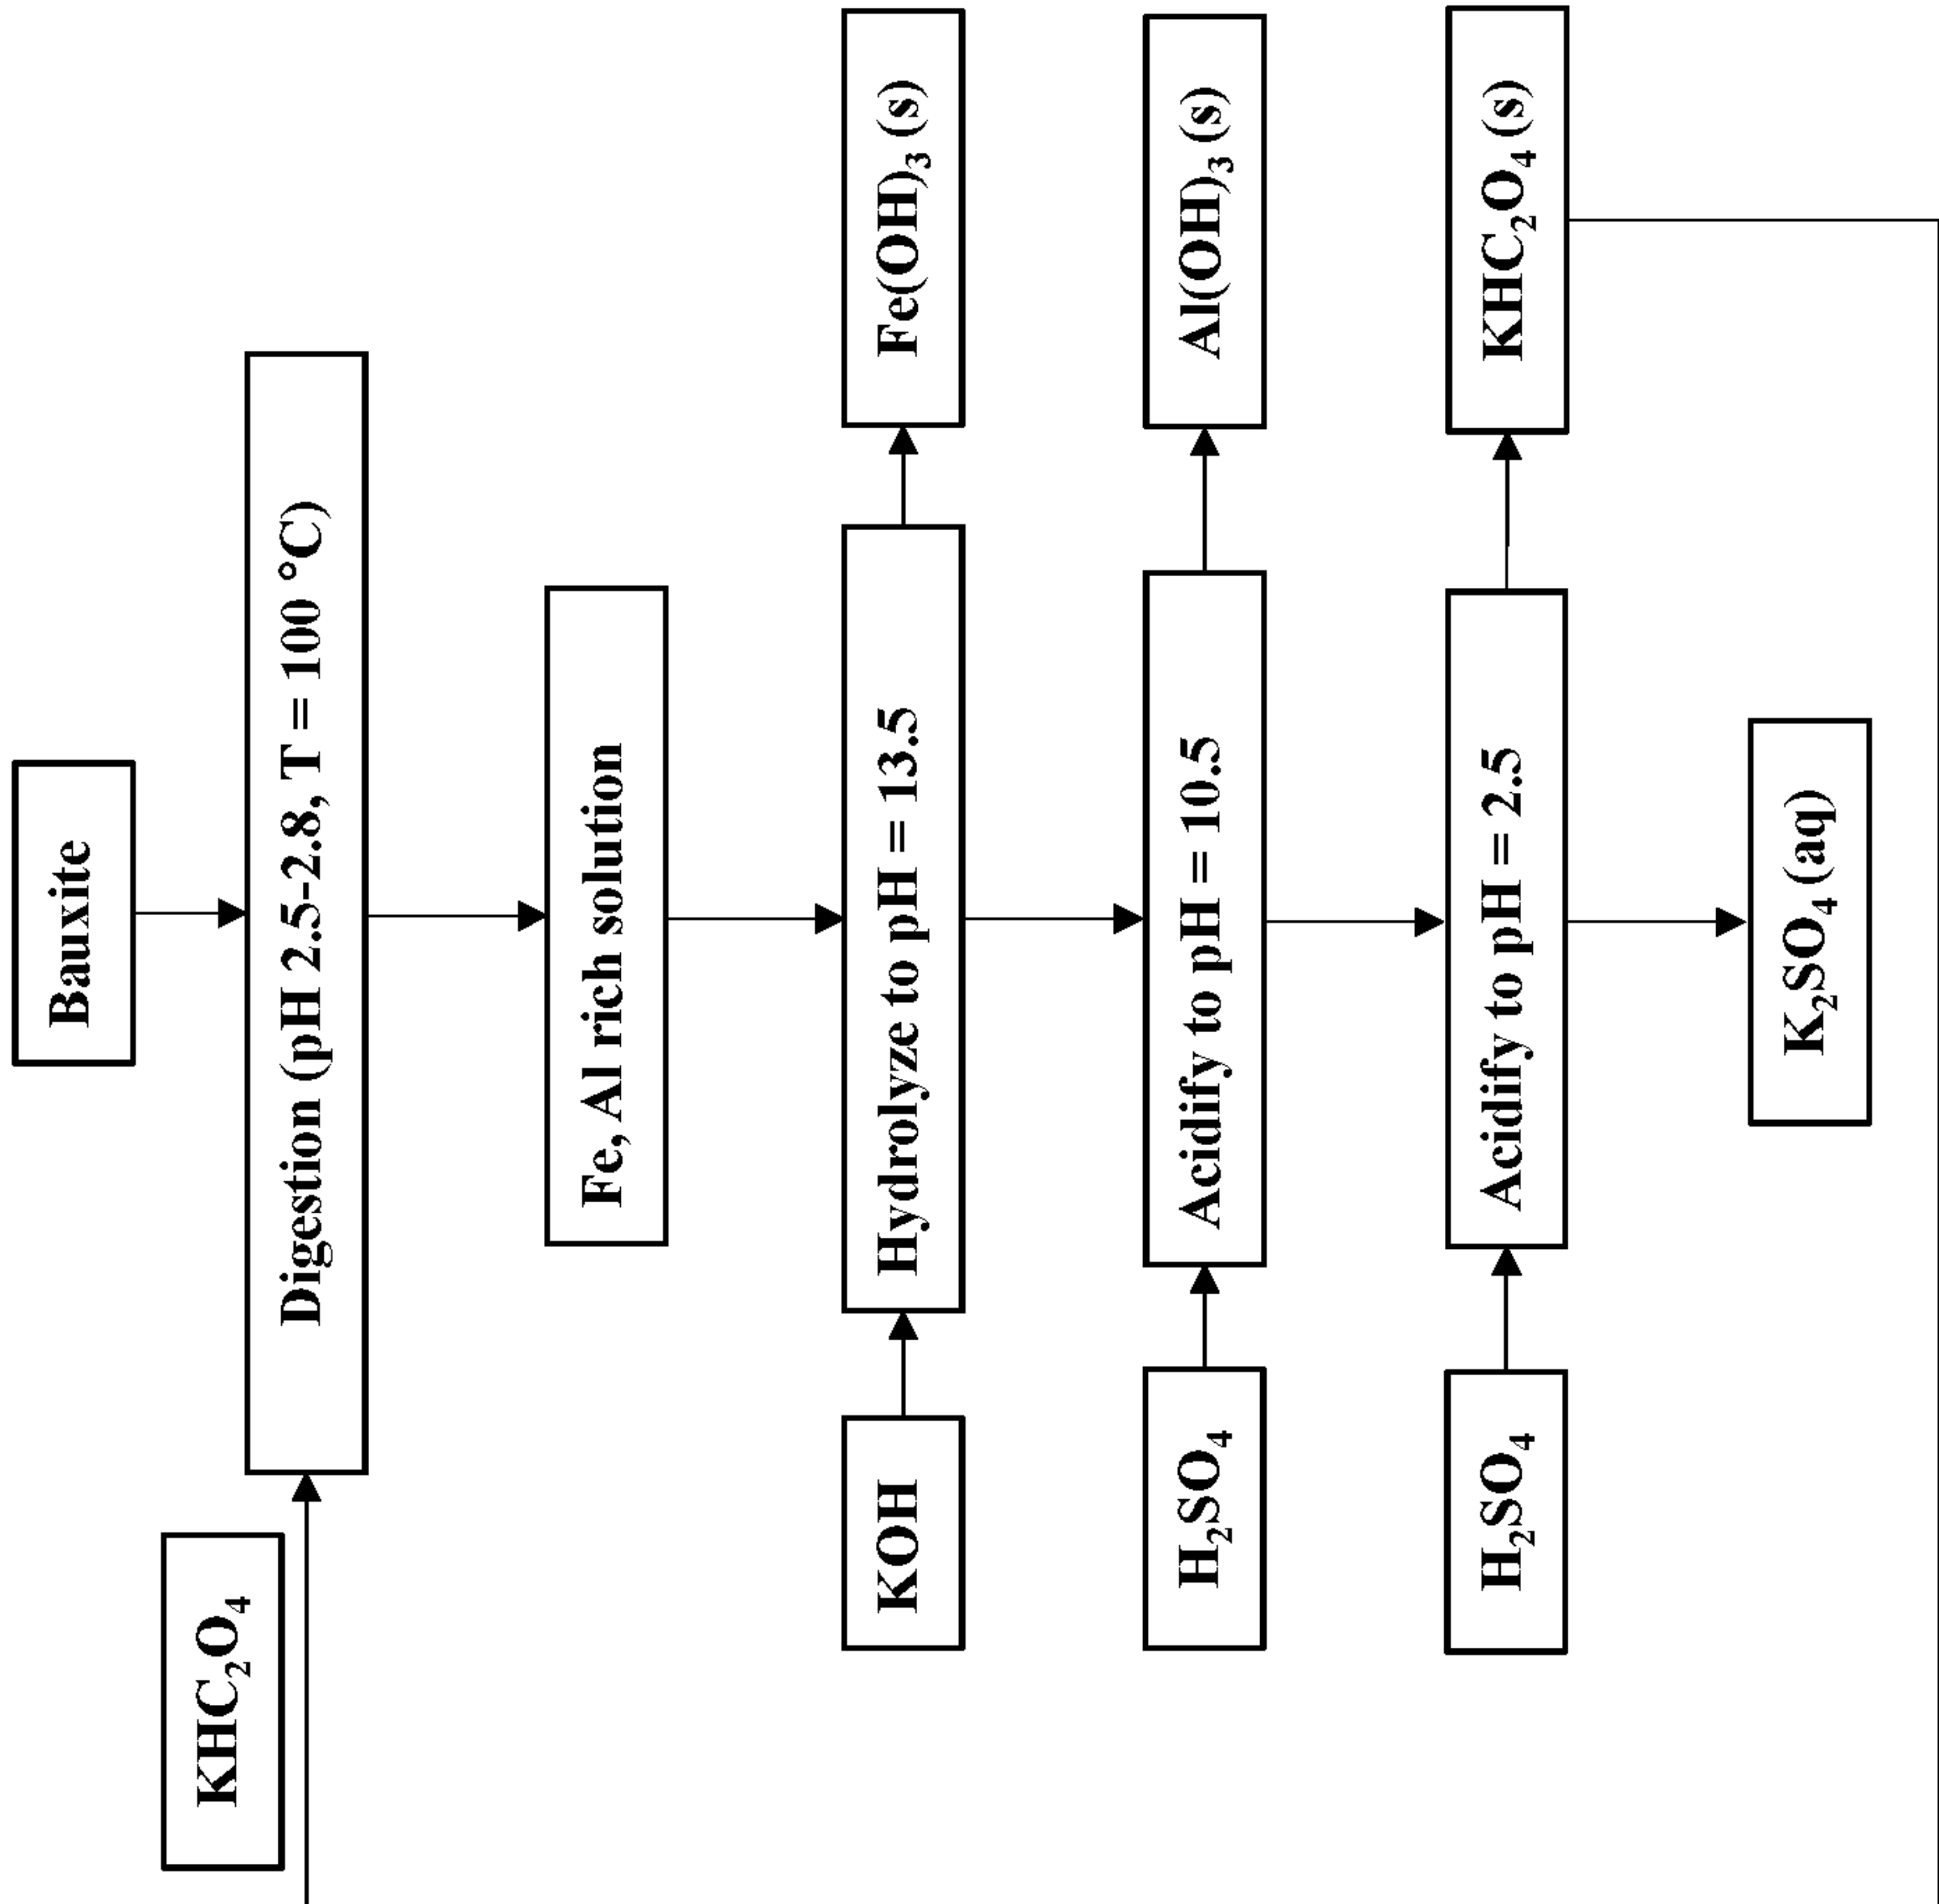 Bauxite
KHC₂O₄
Digestion (pH 2.5-2.8, T = 100 °C)
Fe, Al rich solution
KOH
Hydrolyze to pH = 13.5
Fe(OH)₃ (s)
H₂SO₄
Acidify to pH = 10.5
Al(OH)₃ (s)
H₂SO₄
Acidify to pH = 2.5
KHC₂O₄ (s)
K₂SO₄ (aq)